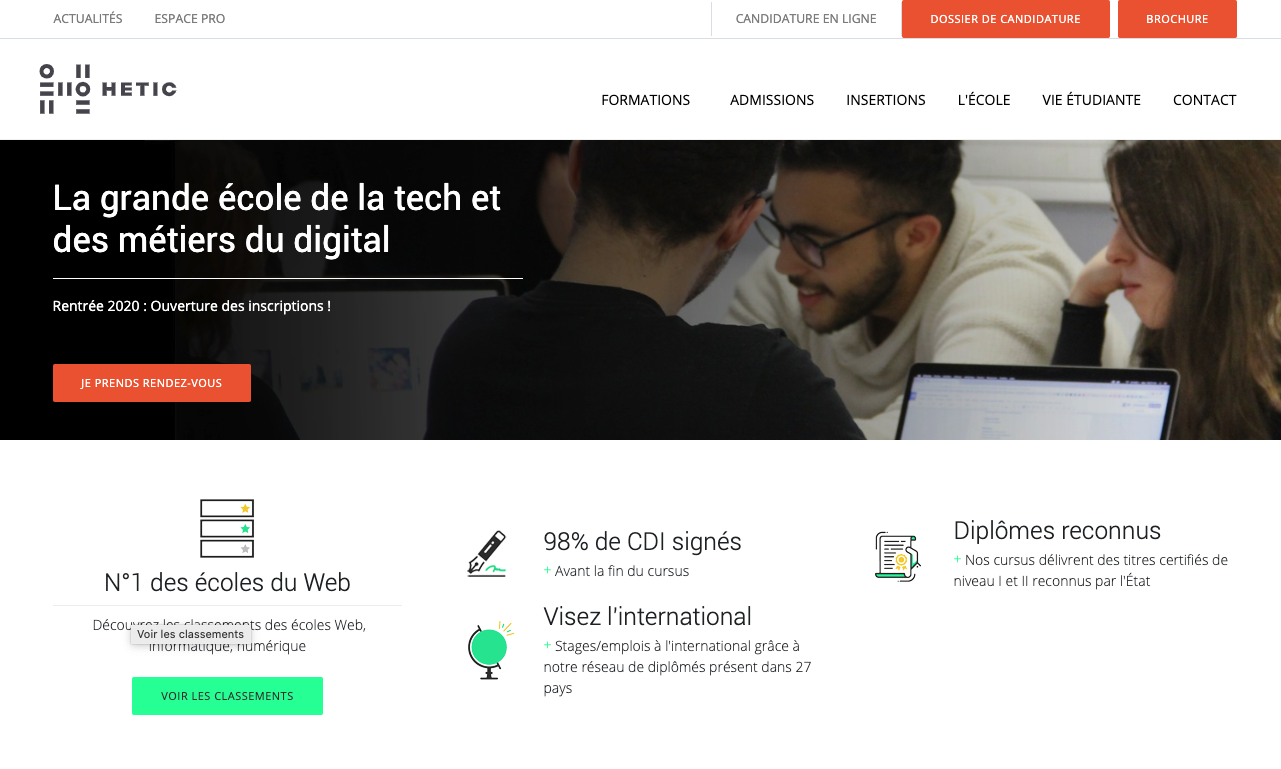 ACTUALITÉS
ESPACE PRO
CANDIDATURE EN LIGNE
DOSSIER DE CANDIDATURE
BROCHURE
HETIC
FORMATIONS
ADMISSIONS
INSERTIONS
L'ÉCOLE
VIE ÉTUDIANTE
CONTACT
La grande école de la tech et
des métiers du digital
Rentrée 2020 : Ouverture des inscriptions !
JE PRENDS RENDEZ-VOUS
N°1 des écoles du Web
Découvrez les classements des écoles Web,
Voir les classements
informatique, numérique
VOIR LES CLASSEMENTS
98% de CDI signés
+ Avant la fin du cursus
Visez l'international
+ Stages/emplois à l'international grâce à
notre réseau de diplômés présent dans 27
pays
Diplômes reconnus
+ Nos cursus délivrent des titres certifiés de
niveau I et II reconnus par l'État